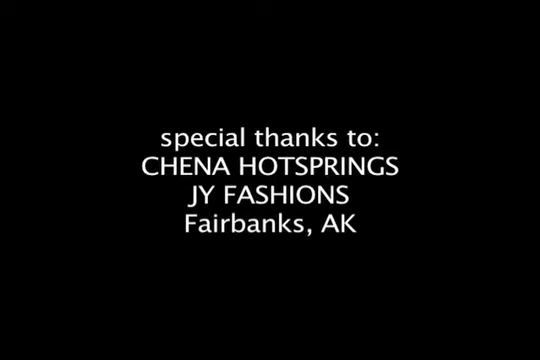 special thanks to:
CHENA HOTSPRINGS
JY FASHIONS
Fairbanks, AK